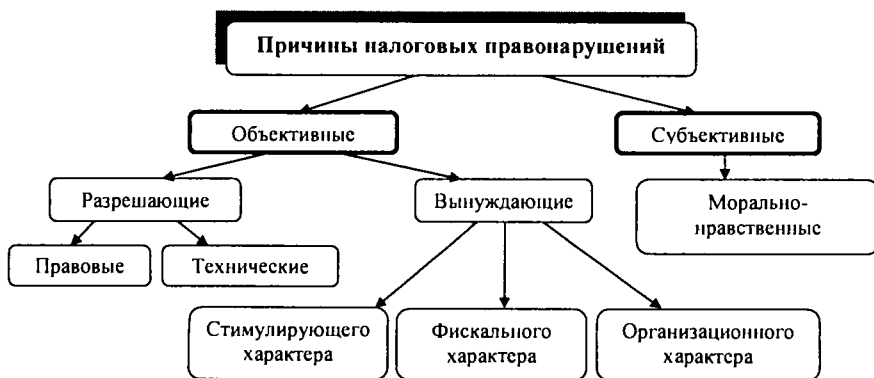 Причины налоговых правонарушений
Объективные
Субъективные
Разрешающие
Вынуждающие
Морально-
нравственные
Правовые
Технические
Стимулирующего
характера
Фискального
характера
Организационного
характера